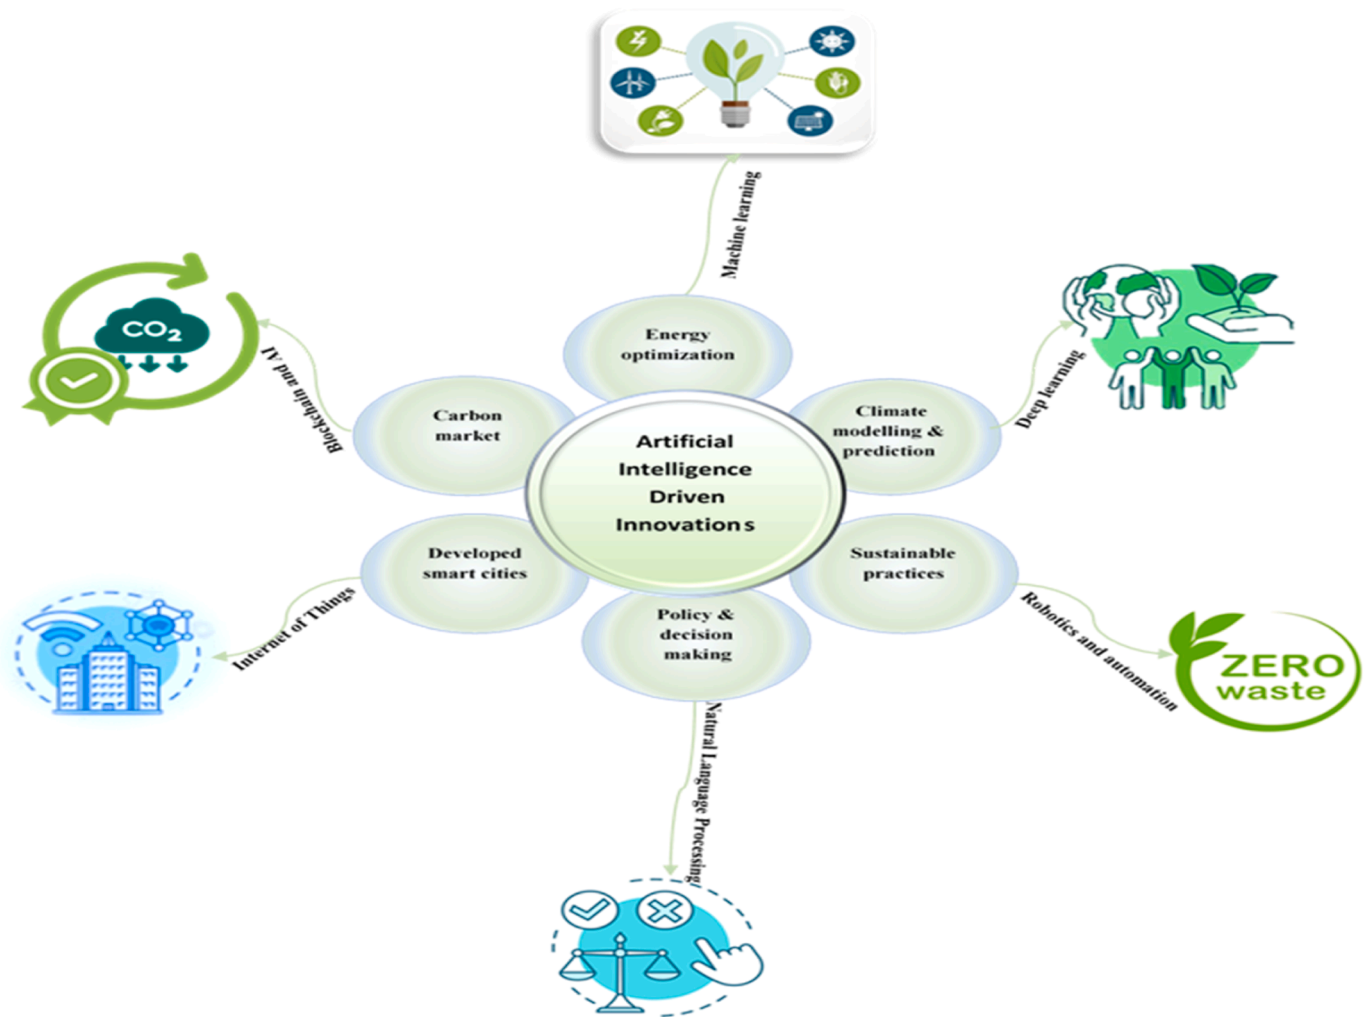 Machine learning
Energy
optimization
CO2
Blockchain and AI
Carbon
market
Climate
modelling &
prediction
Deep learning
Artificial
Intelligence
Driven
Innovations
Developed
smart cities
Internet of Things
Sustainable
practices
Robotics and automation
ZERO
waste
Policy &
decision
making
Natural Language Processing